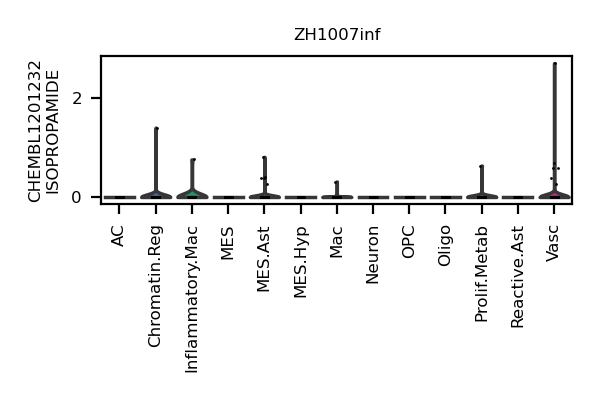 ZH1007inf
CHEMBL1201232
ISOPROPAMIDE
2
0
AC
Chromatin.Reg
Inflammatory.Mac
MES
MES.Ast
MES.Hyp
Mac
Neuron
OPC
Oligo
Prolif.Metab
Reactive.Ast
Vasc